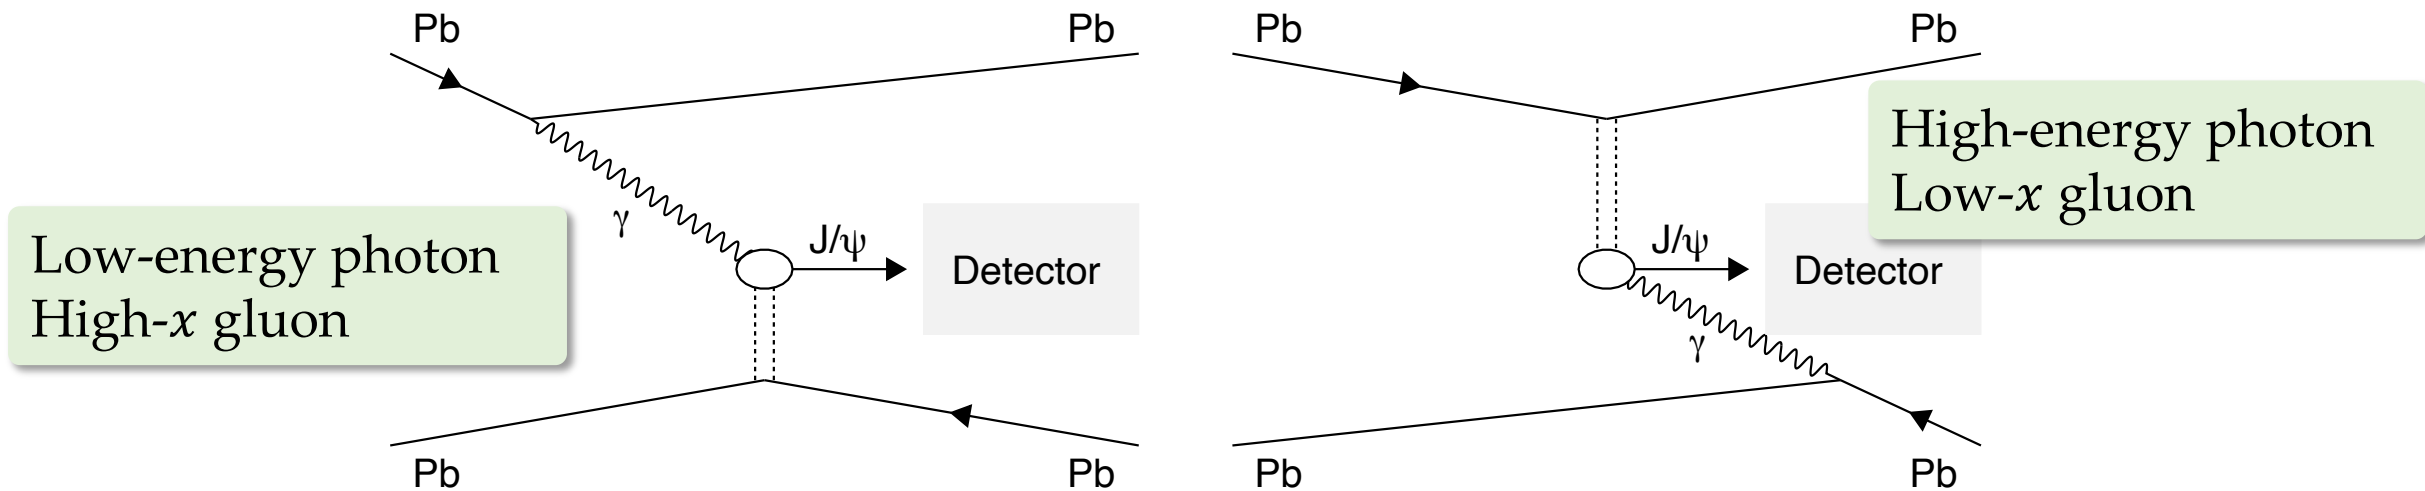 Pb
Pb
γ
J/ψ
Detector
Low-energy photon
High-x gluon
Pb
Pb
Pb
Pb
High-energy photon
Low-x gluon
J/ψ
Detector
γ
Pb
Pb